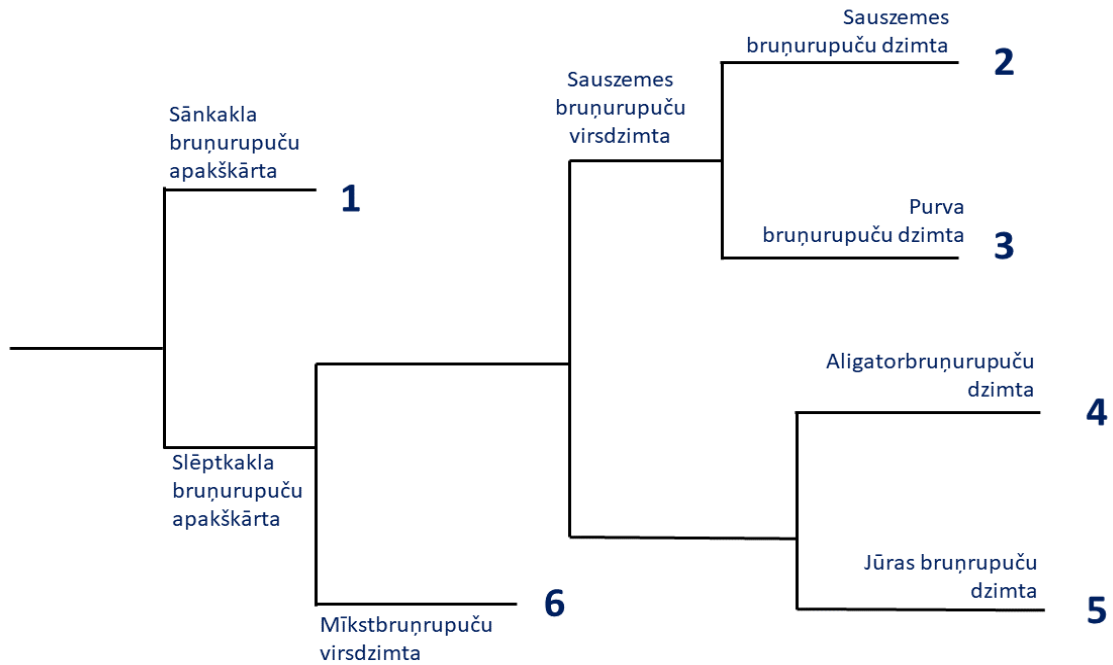 Sauszemes
bruņurupuču dzimta
2
Sauszemes
bruņurupuču
virsdzimta
Sānkakla
bruņurupuču
apakškārta
1
Purva
bruņurupuču dzimta
3
Aligatorbruņurupuču
dzimta
4
Slēptkakla
bruņurupuču
apakškārta
Jūras bruņrupuču
dzimta
5
6
Mīkstbruņrupuču
virsdzimta